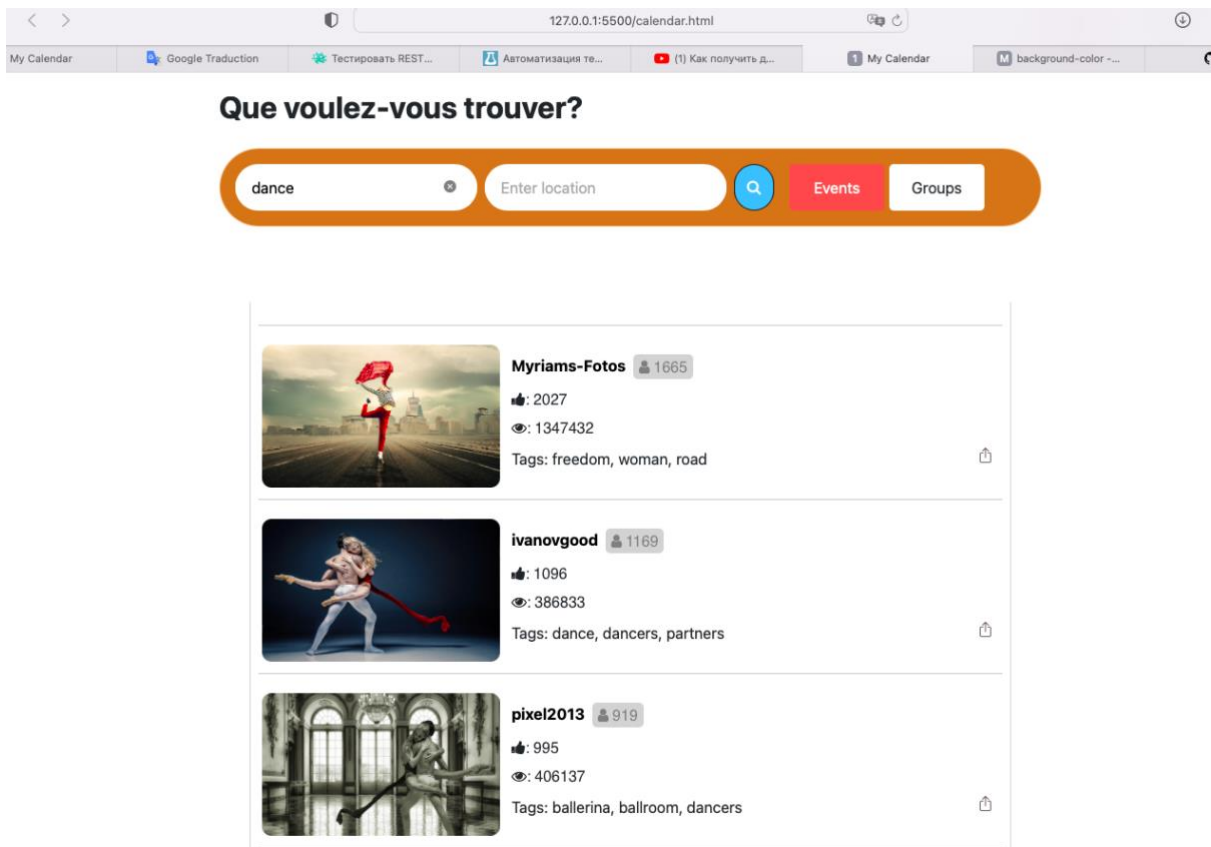 127.0.0.1:5500/calendar.html
My Calendar
Google Traduction
Тестировать REST...
Автоматизация те...
(1) Как получить д...
1 My Calendar
M background-color -...
Que voulez-vous trouver?
dance
Enter location
Events
Groups
Myriams-Fotos 1665
: 2027
: 1347432
Tags: freedom, woman, road
ivanovgood 1169
: 1096
: 386833
Tags: dance, dancers, partners
pixel2013 919
: 995
: 406137
Tags: ballerina, ballroom, dancers